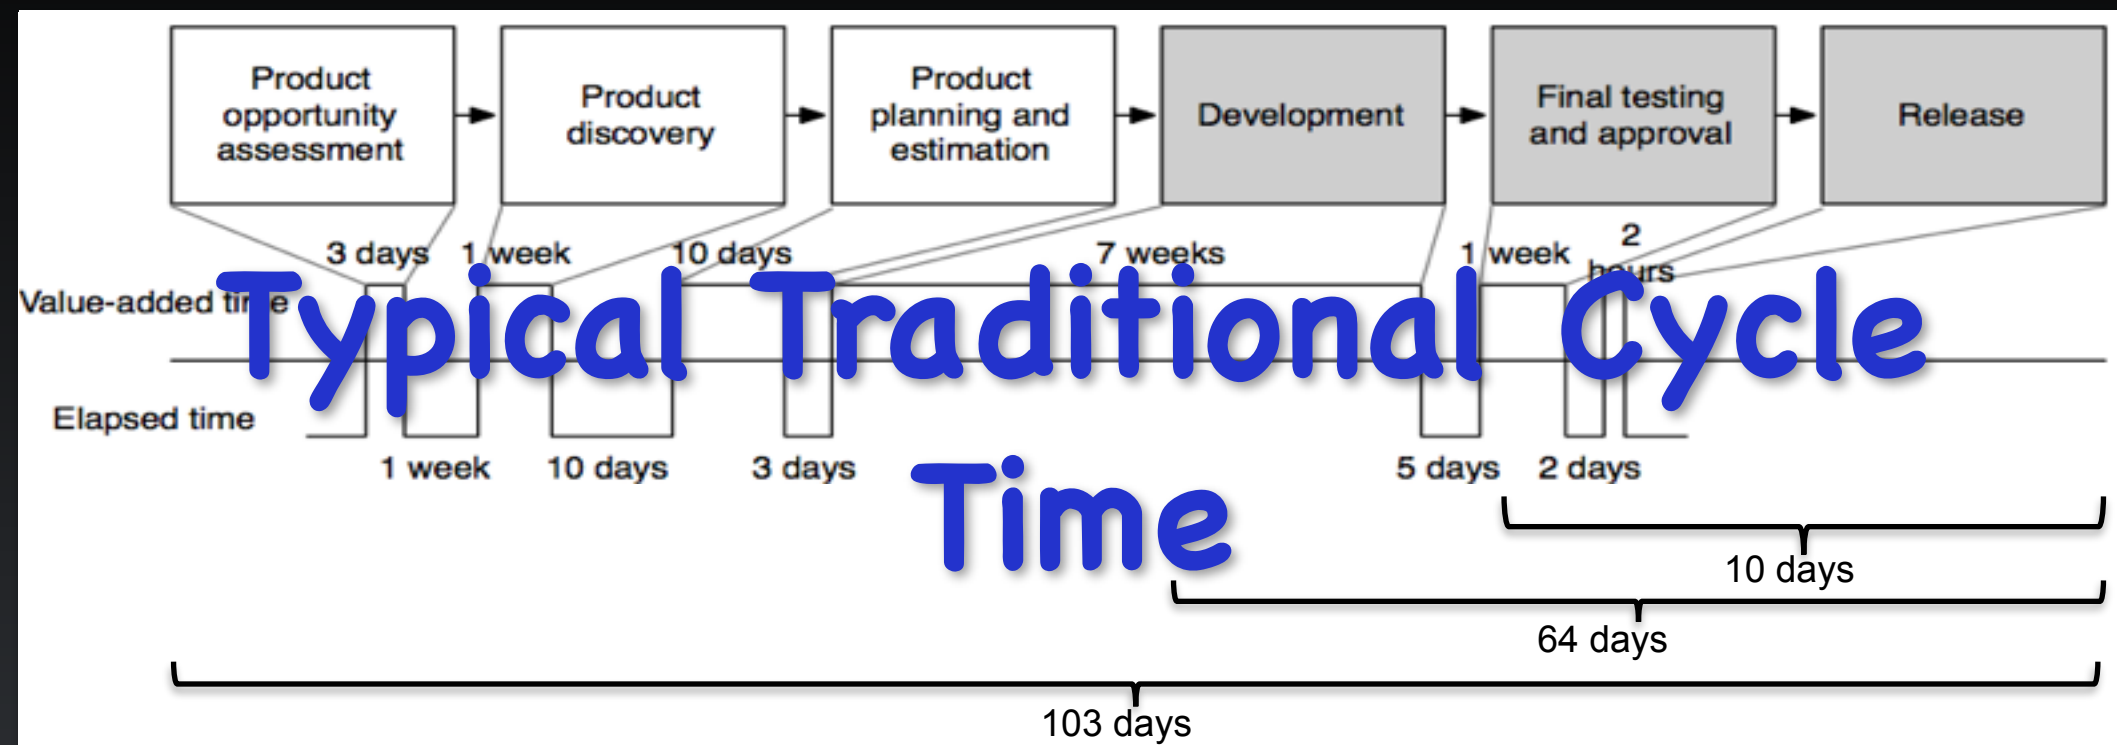 Product
opportunity
assessment
Product
discovery
Product
planning and
estimation
Development
Final testing
and approval
Release
3 days
1 week
10 days
7 weeks
1 week
2
hours
Value-added time
Typical Traditional Cycle
Time
Elapsed time
1 week
10 days
3 days
5 days
2 days
10 days
64 days
103 days